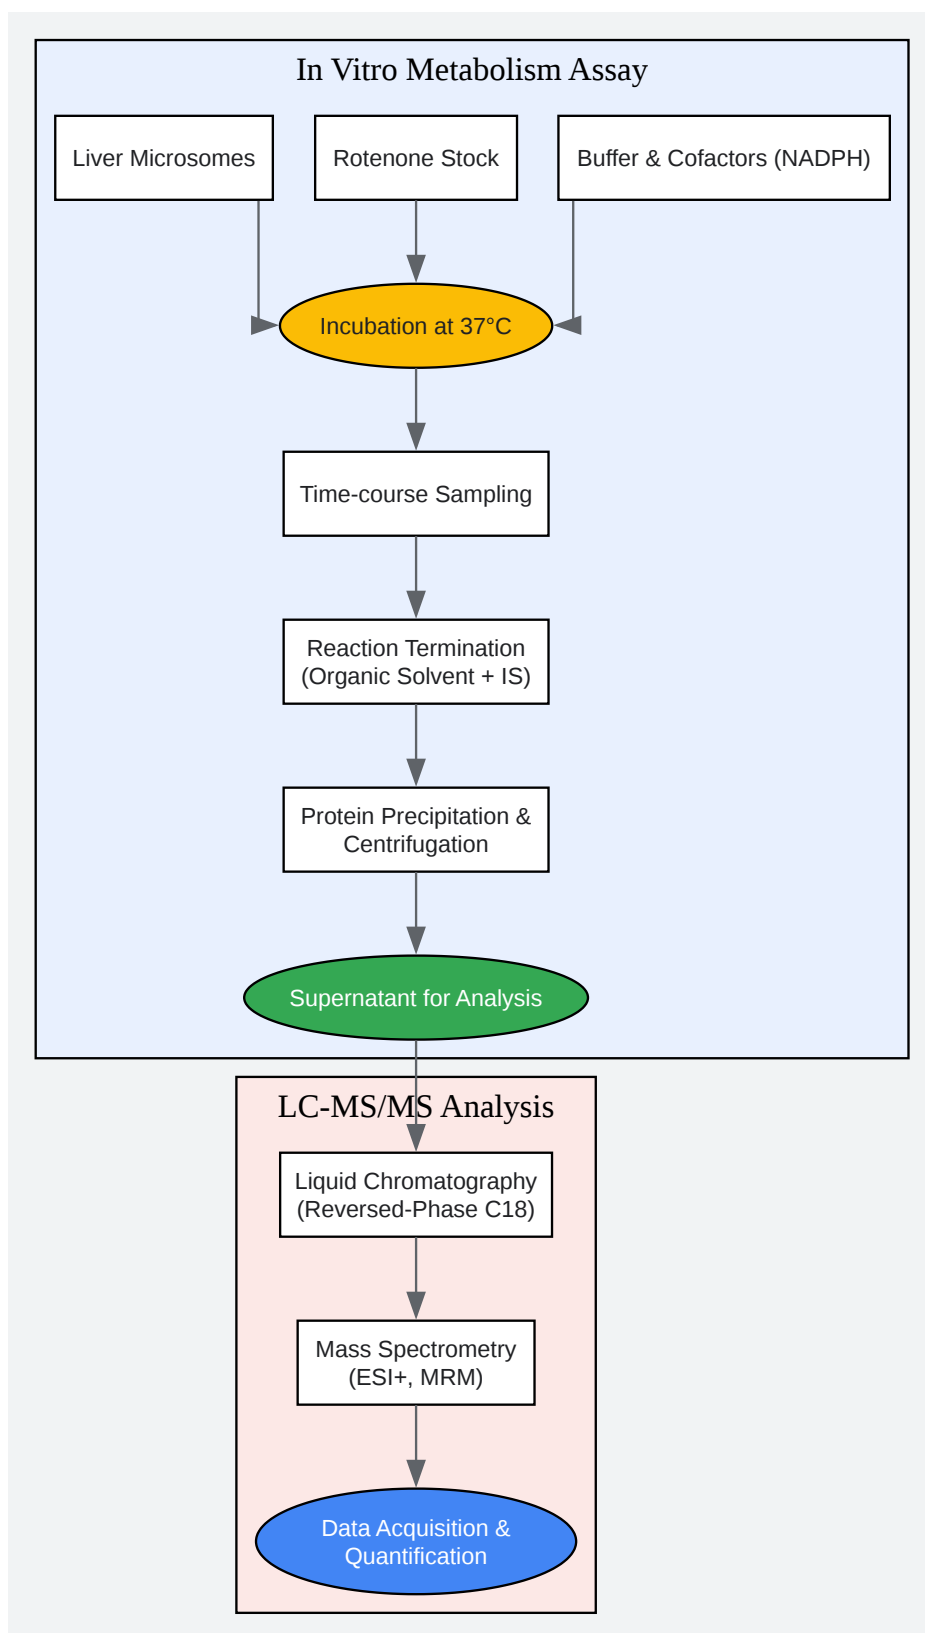 In Vitro Metabolism Assay
Liver Microsomes
Rotenone Stock
Buffer & Cofactors (NADPH)
Incubation at 37°C
Time-course Sampling
Reaction Termination
(Organic Solvent + IS)
Protein Precipitation &
Centrifugation
Supernatant for Analysis
LC-MS/MS Analysis
Liquid Chromatography
(Reversed-Phase C18)
Mass Spectrometry
(ESI+, MRM)
Data Acquisition &
Quantification